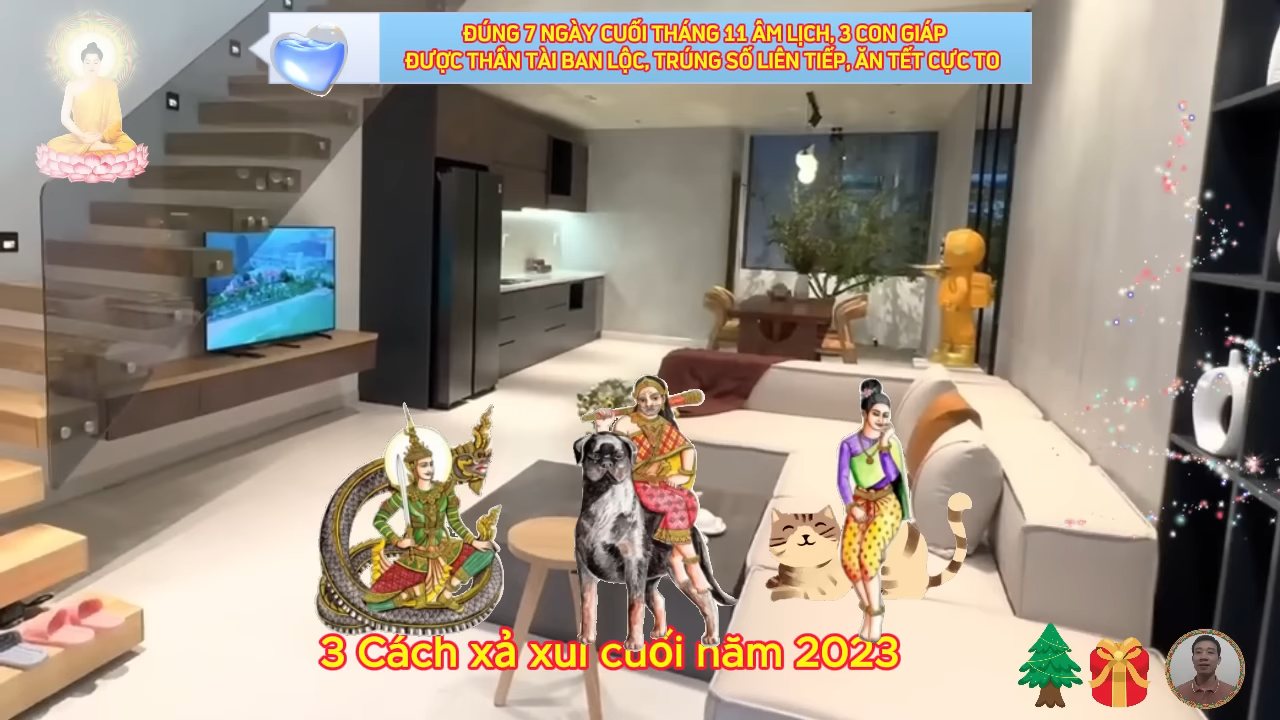 ĐÚNG 7 NGÀY CUỐI THÁNG 11 ÂM LỊCH, 3 CON GIÁP
ĐƯỢC THẦN TÀI BAN LỘC, TRÚNG SỐ LIÊN TIẾP, ĂN TẾT CỰC TO
3 Cách xả xui cuối năm 2023